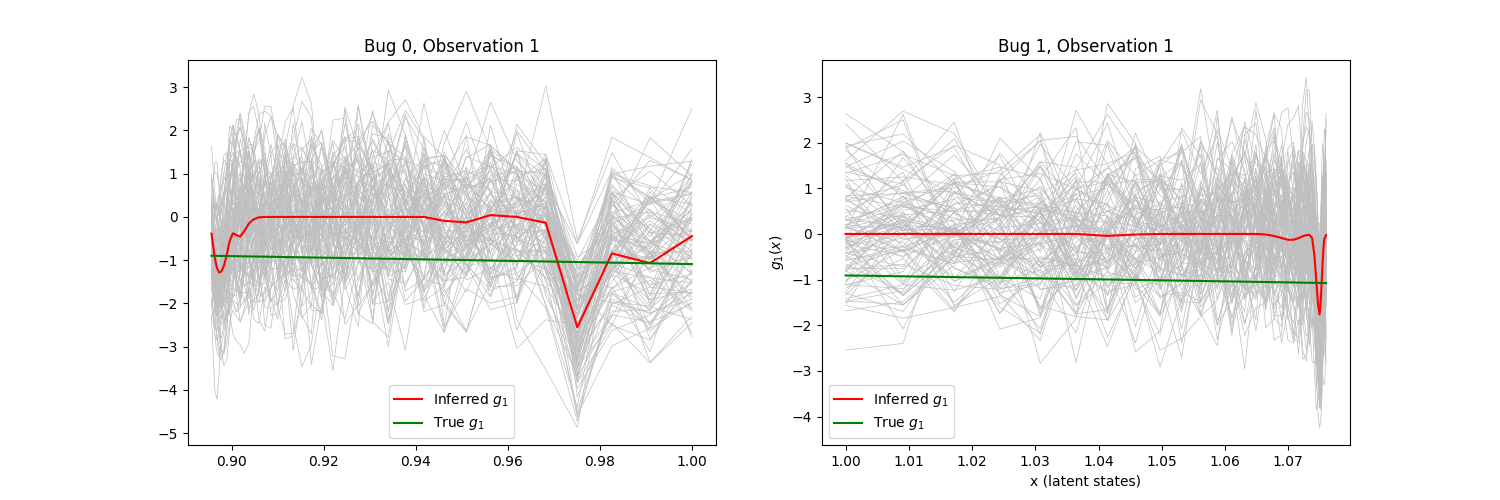 Bug 0, Observation 1
3
2
1
0
−1
−2
−3
−4
−5
0.90 0.92 0.94 0.96 0.98 1.00
Inferred g₁
True g₁
Bug 1, Observation 1
g₁(x)
3
2
1
0
−1
−2
−3
−4
1.00 1.01 1.02 1.03 1.04 1.05 1.06 1.07
x (latent states)
Inferred g₁
True g₁